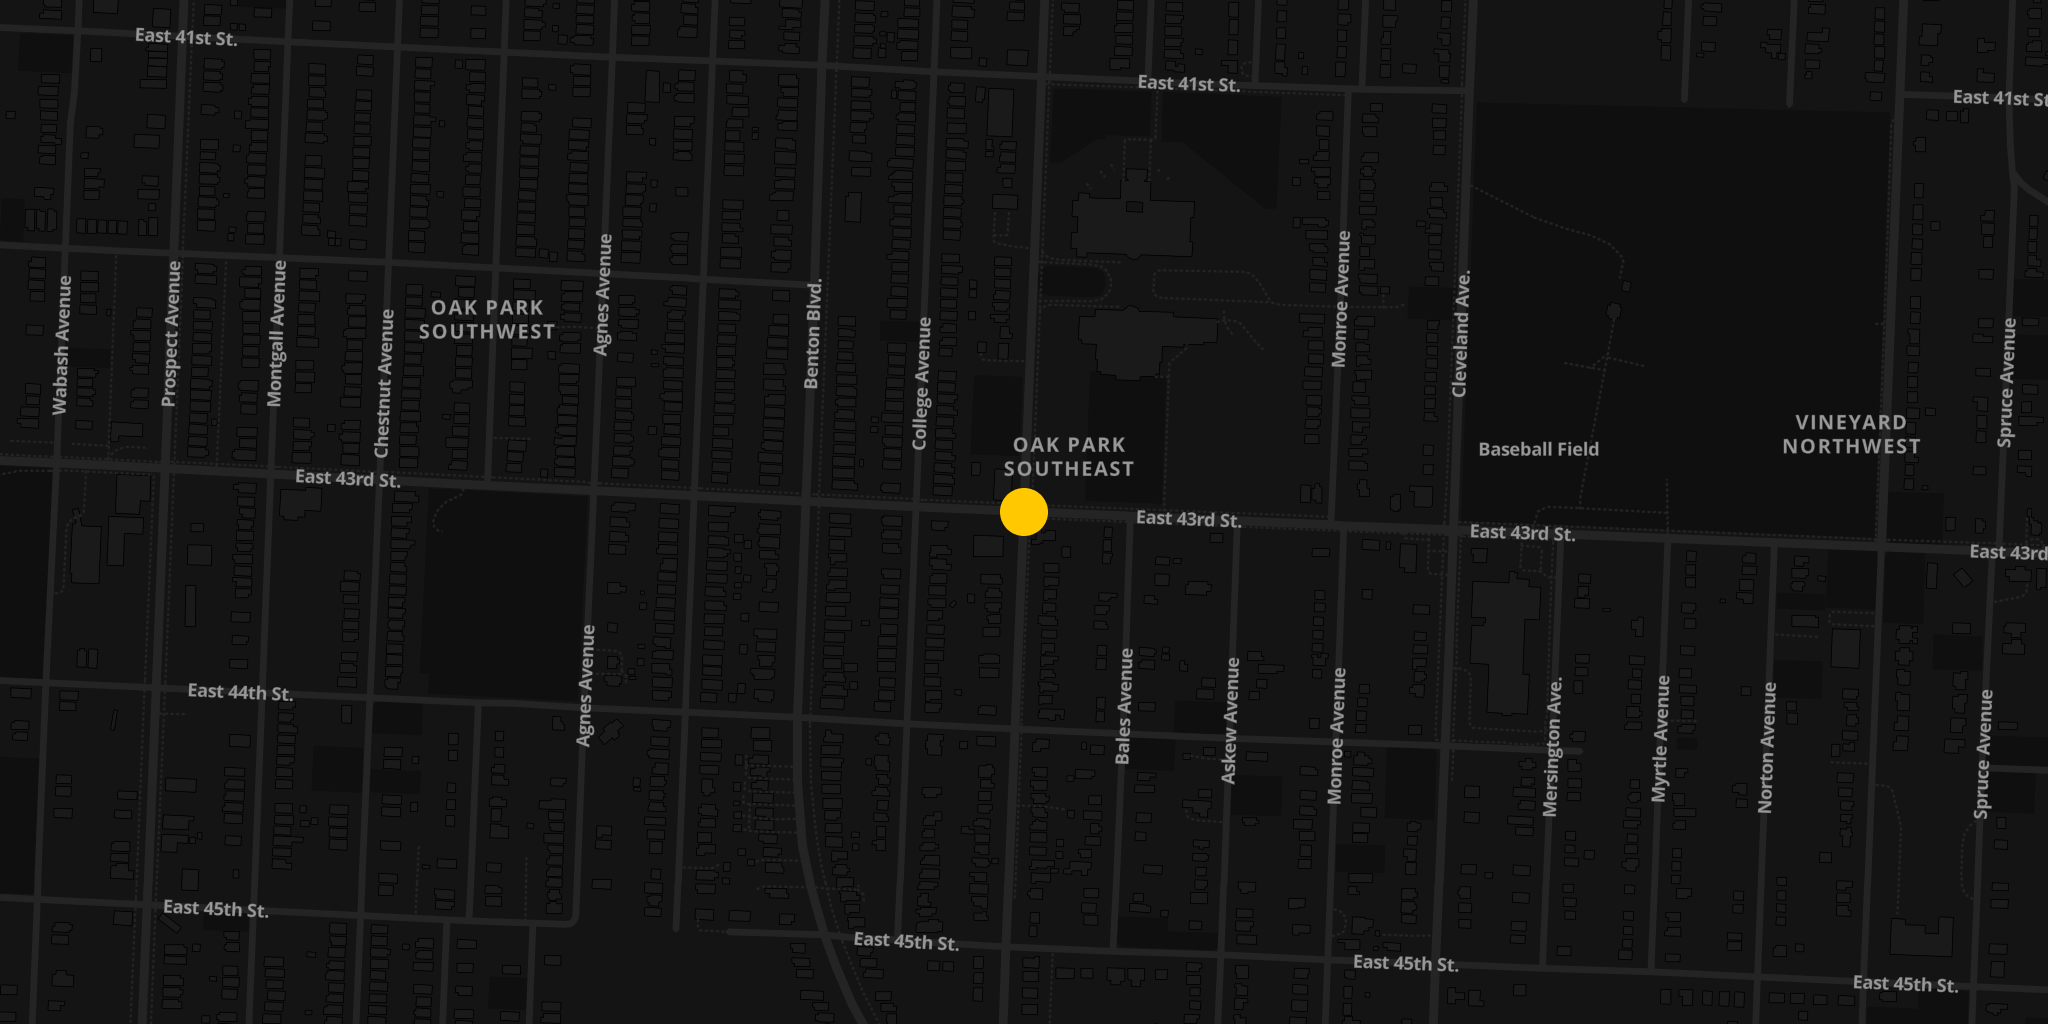 East 41st St.
East 41st St.
East 41st St
Wabash Avenue
Prospect Avenue
Montgall Avenue
Chestnut Avenue
OAK PARK
SOUTHWEST
Agnes Avenue
Benton Blvd.
College Avenue
Monroe Avenue
Cleveland Ave.
Spruce Avenue
OAK PARK
SOUTHEAST
Baseball Field
VINEYARD
NORTHWEST
East 43rd St.
East 43rd St.
East 43rd St.
East 43rd
East 44th St.
Agnes Avenue
Bales Avenue
Askew Avenue
Monroe Avenue
Mersington Ave.
Myrtle Avenue
Norton Avenue
Spruce Avenue
East 45th St.
East 45th St.
East 45th St.
East 45th St.